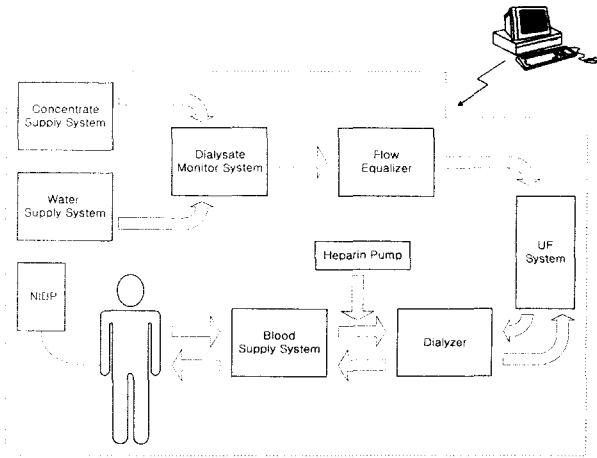 Concentrate
Supply System
Dialysate
Monitor System
Flow
Equalizer
Water
Supply System
UF
System
Heparin Pump
NIBP
Blood
Supply System
Dialyzer